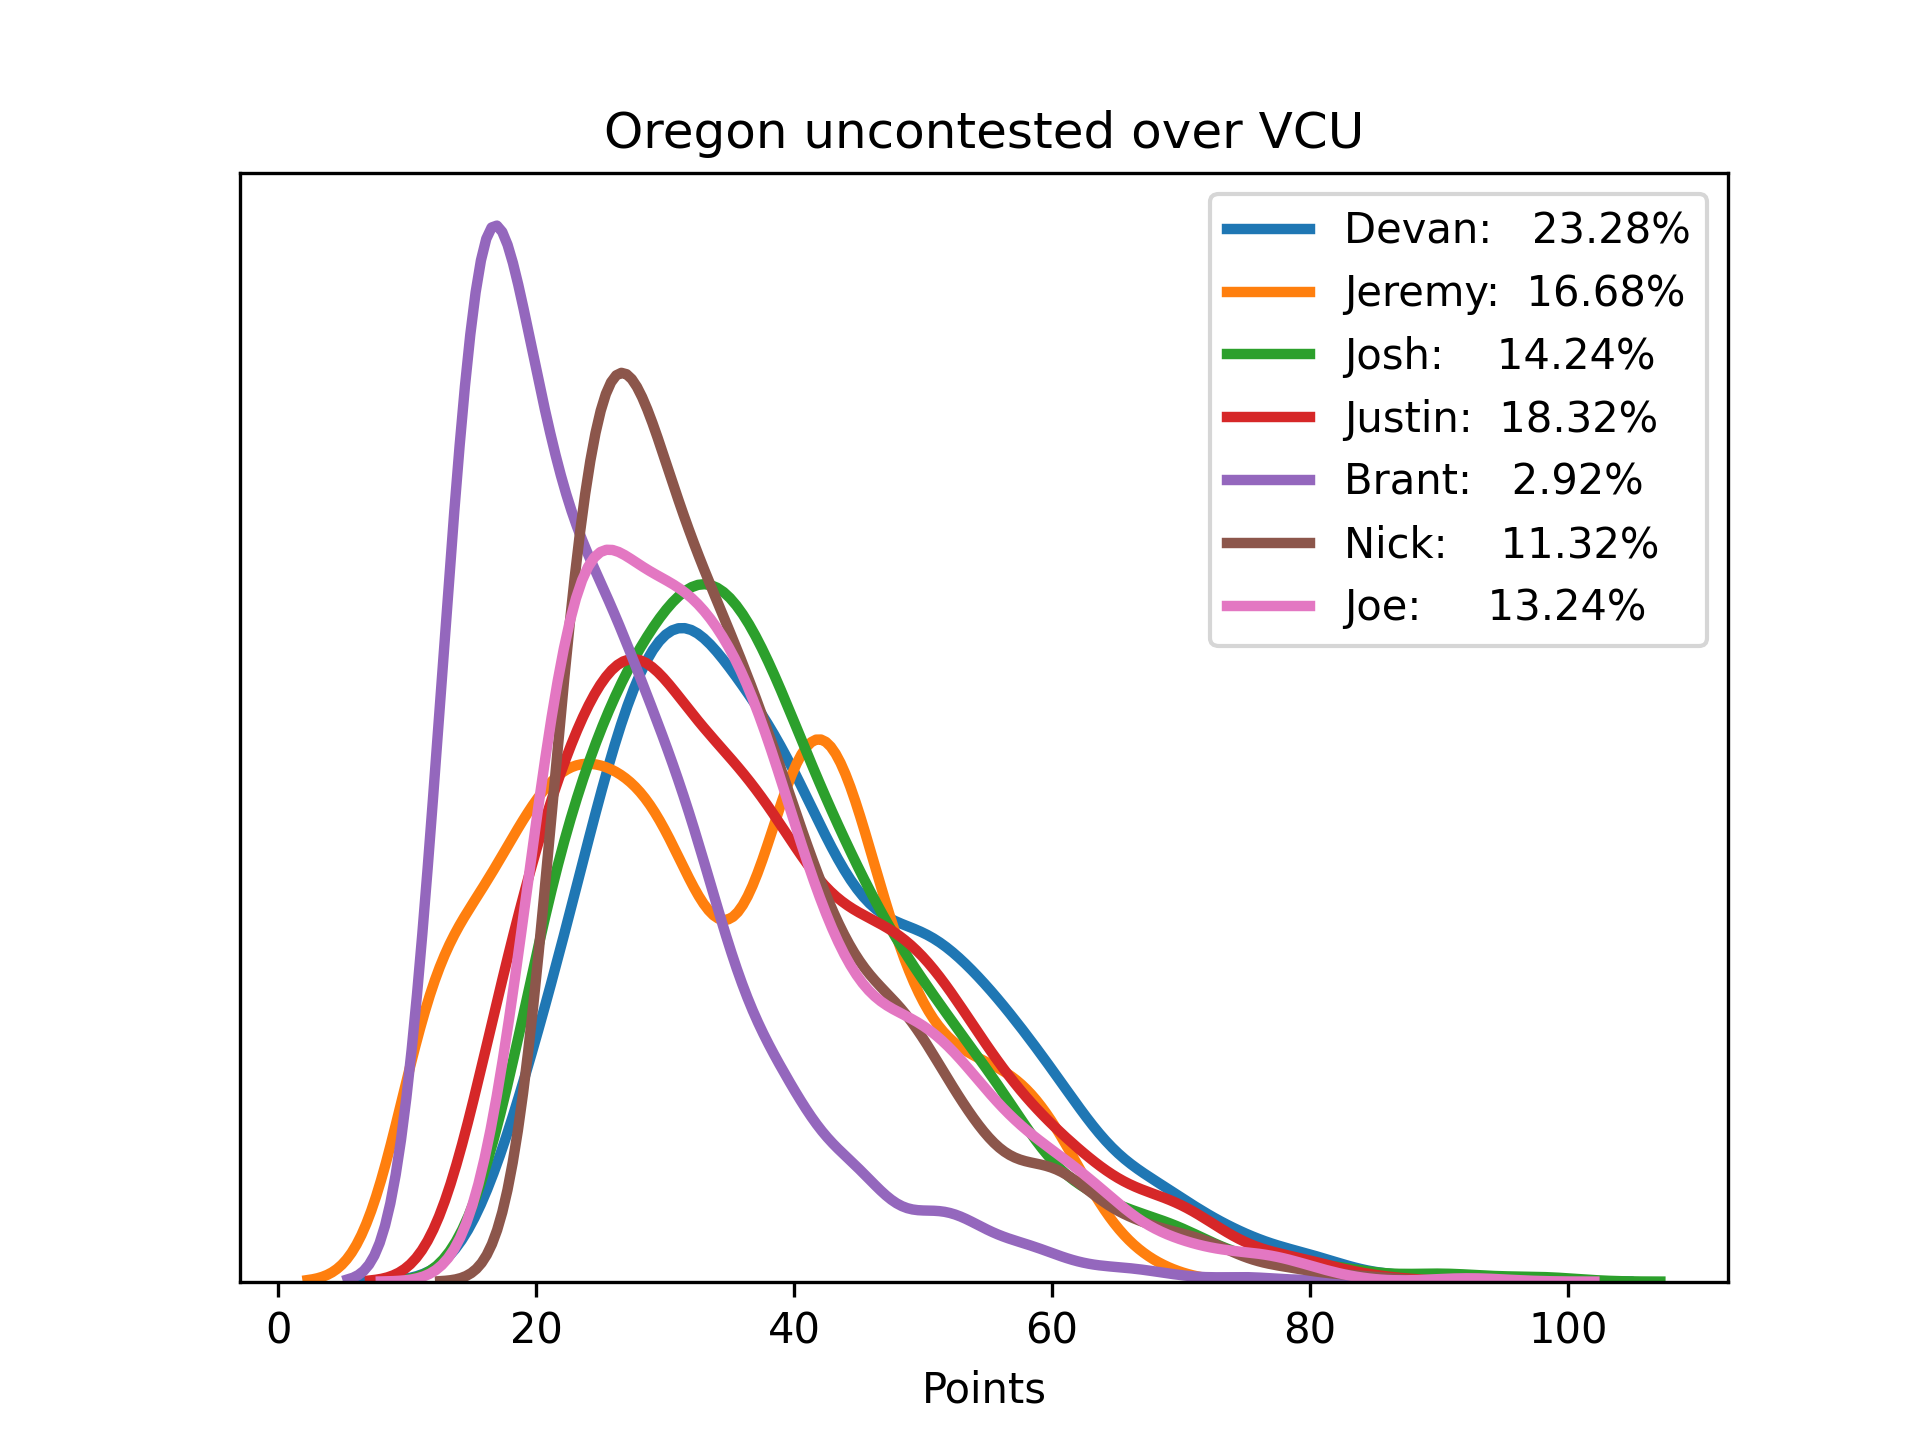 Oregon uncontested over VCU
Devan: 23.28%
Jeremy: 16.68%
Josh: 14.24%
Justin: 18.32%
Brant: 2.92%
Nick: 11.32%
Joe: 13.24%
0 20 40 60 80 100
Points